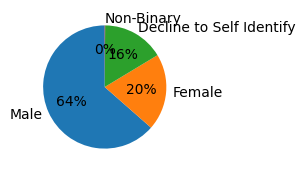 Non-Binary
Decline to Self Identify
0%
16%
Female
20%
64%
Male